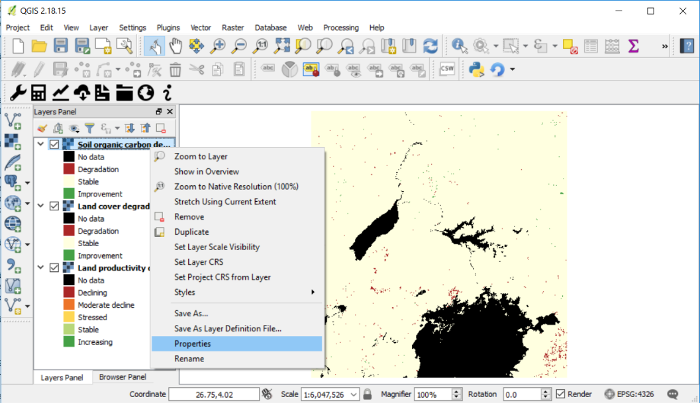 QGIS 2.18.15
Project Edit View Layer Settings Plugins Vector Raster Database Web Processing Help
CSW
Layers Panel
Soil organic carbon de...
No data
Degradation
Stable
Improvement
Land cover degrad
No data
Degradation
Stable
Improvement
Land productivity d
No data
Declining
Moderate decline
Stressed
Stable
Increasing
Zoom to Layer
Show in Overview
Zoom to Native Resolution (100%)
Stretch Using Current Extent
Remove
Duplicate
Set Layer Scale Visibility
Set Layer CRS
Set Project CRS from Layer
Styles
Save As...
Save As Layer Definition File...
Properties
Rename
Layers Panel Browser Panel
Coordinate 26.75,4.02 Scale 1:6,047,526 Magnifier 100% Rotation 0.0 Render EPSG:4326